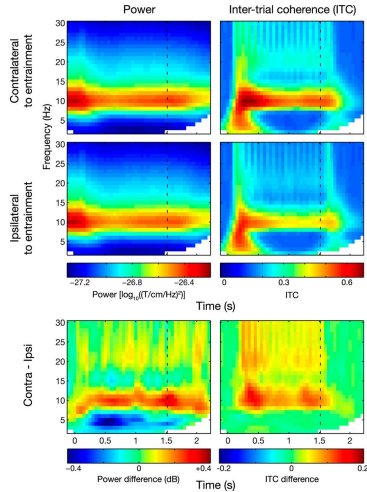 Power
Inter-trial coherence (ITC)
Contralateral
to entrainment
Ipsilateral
to entrainment
Contra - Ipsi
Frequency (Hz)
30
25
20
15
10
5
30
25
20
15
10
5
−27.2 −26.8 −26.4
Power [log10((T/cm/Hz)²)]
0 0.3 0.6
ITC
Time (s)
30
25
20
15
10
5
0 0.5 1 1.5 2
0 0.5 1 1.5 2
−0.4 0 +0.4
Power difference (dB)
-0.2 0 0.2
ITC difference
Time (s)